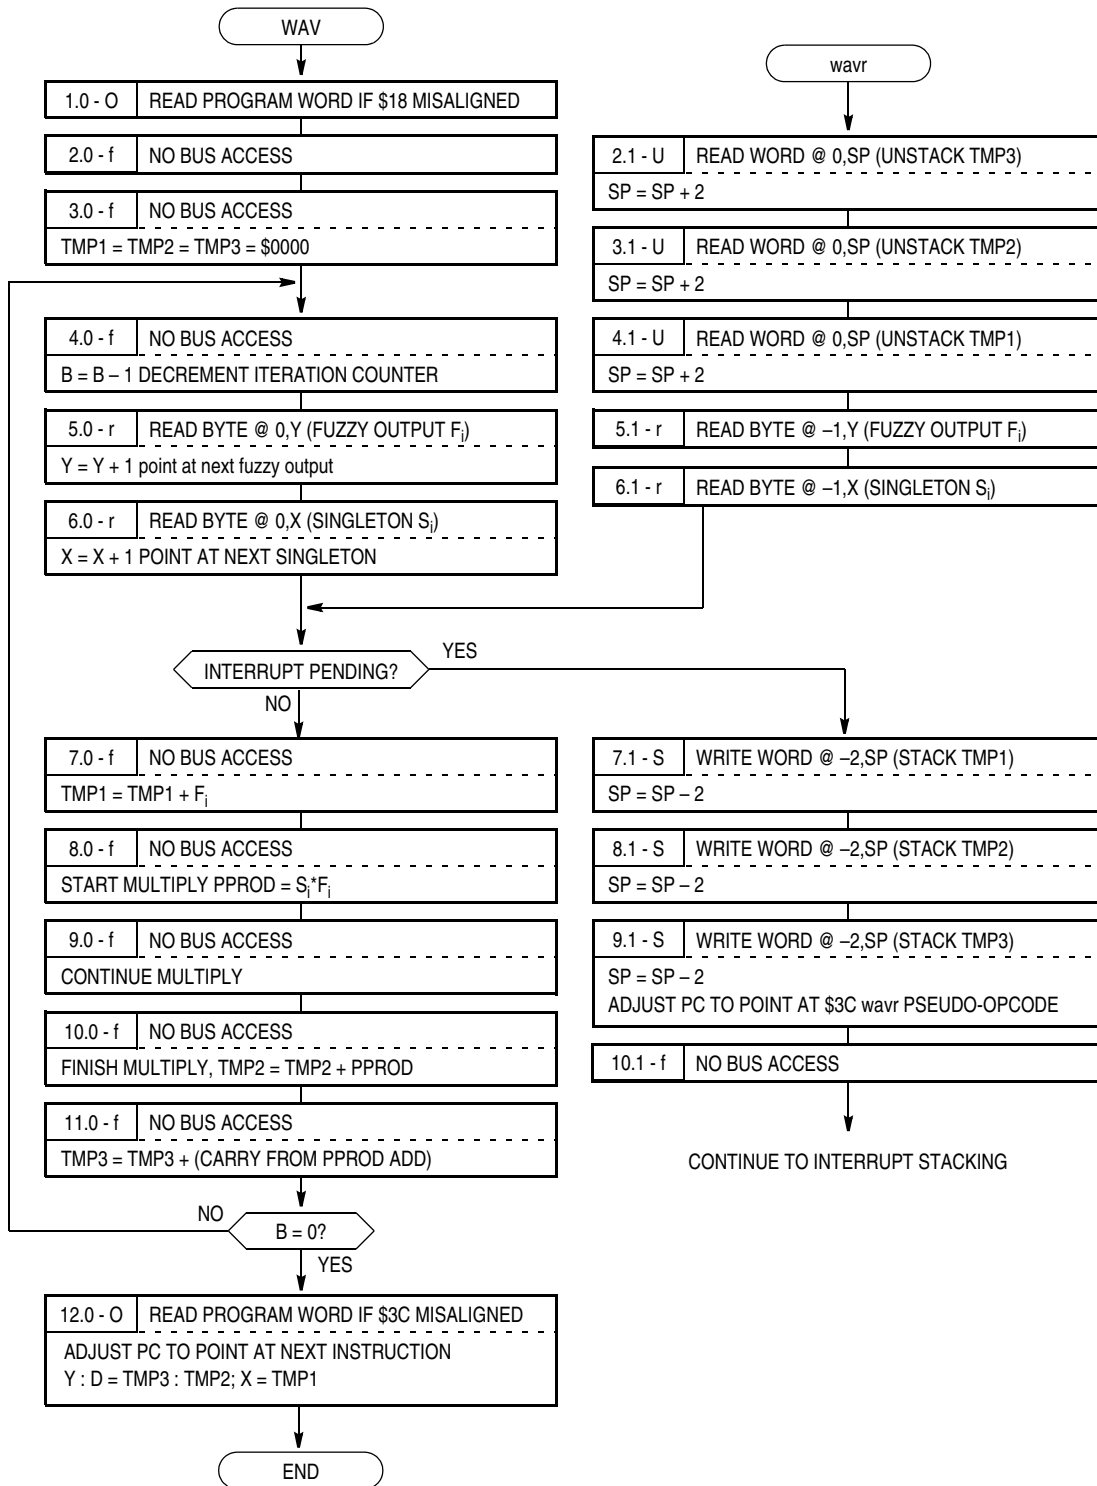 WAV
1.0 - O READ PROGRAM WORD IF $18 MISALIGNED
2.0 - f NO BUS ACCESS
3.0 - f NO BUS ACCESS
TMP1 = TMP2 = TMP3 = $0000
4.0 - f NO BUS ACCESS
B = B – 1 DECREMENT ITERATION COUNTER
5.0 - r READ BYTE @ 0,Y (FUZZY OUTPUT Fi)
Y = Y + 1 point at next fuzzy output
6.0 - r READ BYTE @ 0,X (SINGLETON Si)
X = X + 1 POINT AT NEXT SINGLETON
wavr
2.1 - U READ WORD @ 0,SP (UNSTACK TMP3)
SP = SP + 2
3.1 - U READ WORD @ 0,SP (UNSTACK TMP2)
SP = SP + 2
4.1 - U READ WORD @ 0,SP (UNSTACK TMP1)
SP = SP + 2
5.1 - r READ BYTE @ –1,Y (FUZZY OUTPUT Fi)
6.1 - r READ BYTE @ –1,X (SINGLETON Si)
INTERRUPT PENDING?
YES
NO
7.0 - f NO BUS ACCESS
TMP1 = TMP1 + Fi
8.0 - f NO BUS ACCESS
START MULTIPLY PPROD = Si*Fi
9.0 - f NO BUS ACCESS
CONTINUE MULTIPLY
10.0 - f NO BUS ACCESS
FINISH MULTIPLY, TMP2 = TMP2 + PPROD
11.0 - f NO BUS ACCESS
TMP3 = TMP3 + (CARRY FROM PPROD ADD)
7.1 - S WRITE WORD @ –2,SP (STACK TMP1)
SP = SP – 2
8.1 - S WRITE WORD @ –2,SP (STACK TMP2)
SP = SP – 2
9.1 - S WRITE WORD @ –2,SP (STACK TMP3)
SP = SP – 2
ADJUST PC TO POINT AT $3C wavr PSEUDO-OPCODE
10.1 - f NO BUS ACCESS
CONTINUE TO INTERRUPT STACKING
NO
B = 0?
YES
12.0 - O READ PROGRAM WORD IF $3C MISALIGNED
ADJUST PC TO POINT AT NEXT INSTRUCTION
Y : D = TMP3 : TMP2; X = TMP1
END